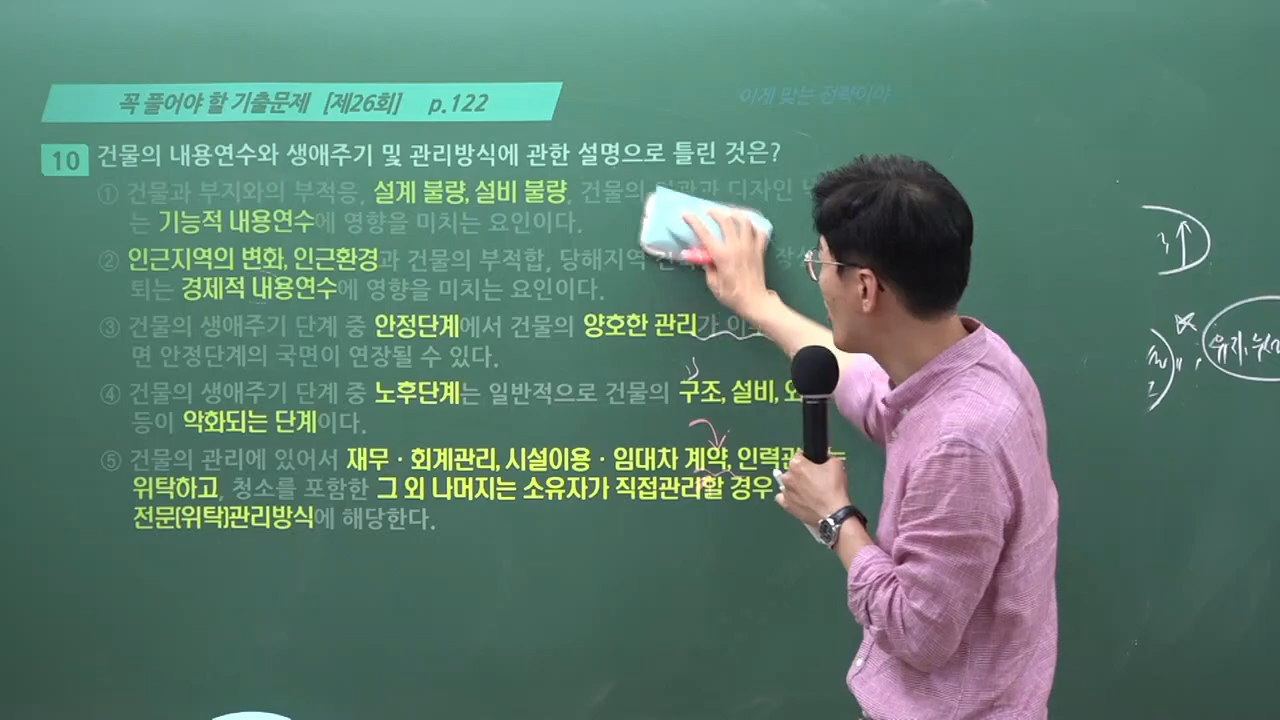 꼭 풀어야 할 기출문제 [제26회] p.122
이게 맞는 전략이야
10 건물의 내용연수와 생애주기 및 관리방식에 관한 설명으로 틀린 것은?
① 건물과 부지와의 부적응, 설계 불량, 설비 불량, 건물의 외관과 디자인
는 기능적 내용연수에 영향을 미치는 요인이다.
② 인근지역의 변화, 인근환경과 건물의 부적합, 당해지역
퇴는 경제적 내용연수에 영향을 미치는 요인이다.
③ 건물의 생애주기 단계 중 안정단계에서 건물의 양호한 관리가
면 안정단계의 국면이 연장될 수 있다.
④ 건물의 생애주기 단계 중 노후단계는 일반적으로 건물의 구조, 설비,
등이 악화되는 단계이다.
⑤ 건물의 관리에 있어서 재무·회계관리, 시설이용·임대차 계약, 인력관
위탁하고, 청소를 포함한 그 외 나머지는 소유자가 직접관리할 경우
전문(위탁)관리방식에 해당한다.